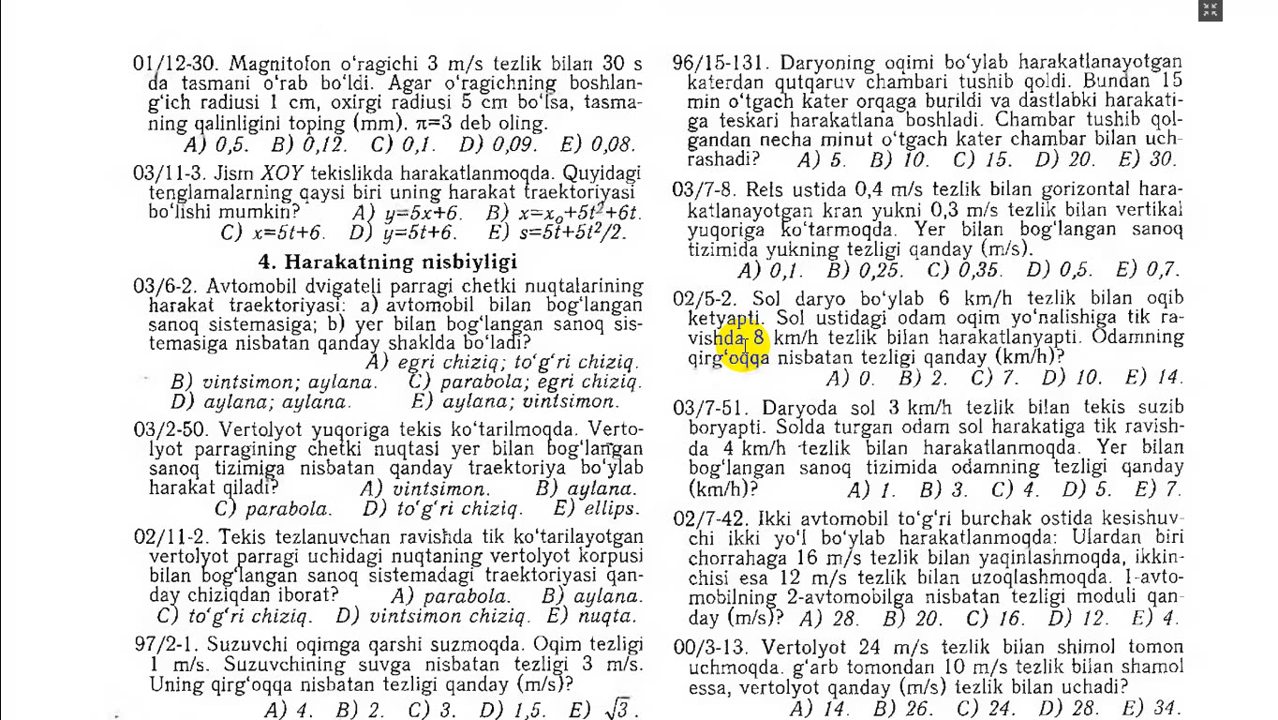 01/12-30. Magnitofon o‘ragichi 3 m/s tezlik bilan 30 s
da tasmani o‘rab bo‘ldi. Agar o‘ragichning boshlan-
g‘ich radiusi 1 cm, oxirgi radiusi 5 cm bo‘lsa, tasma-
ning qalinligini toping (mm). π=3 deb oling.
A) 0,5. B) 0,12. C) 0,1. D) 0,09. E) 0,08.
03/11-3. Jism XOY tekislikda harakatlanmoqda. Quyidagi
tenglamalarning qaysi biri uning harakat traektoriyasi
bo‘lishi mumkin? A) y=5x+6. B) x=x₀+5t²+6t.
C) x=5t+6. D) y=5t+6. E) s=5t+5t²/2.
4. Harakatning nisbiyligi
03/6-2. Avtomobil dvigateli parragi chetki nuqtalarining
harakat traektoriyasi: a) avtomobil bilan bog‘langan
sanoq sistemasiga; b) yer bilan bog‘langan sanoq sis-
temasiga nisbatan qanday shaklda bo‘ladi?
A) egri chiziq; to‘g‘ri chiziq.
B) vintsimon; aylana. C) parabola; egri chiziq.
D) aylana; aylana. E) aylana; vintsimon.
03/2-50. Vertolyot yuqoriga tekis ko‘tarilmoqda. Verto-
lyot parragining chetki nuqtasi yer bilan bog‘langan
sanoq tizimiga nisbatan qanday traektoriya bo‘ylab
harakat qiladi? A) vintsimon. B) aylana.
C) parabola. D) to‘g‘ri chiziq. E) ellips.
02/11-2. Tekis tezlanuvchan ravishda tik ko‘tarilayotgan
vertolyot parragi uchidagi nuqtaning vertolyot korpusi
bilan bog‘langan sanoq sistemadagi traektoriyasi qan-
day chiziqdan iborat? A) parabola. B) aylana.
C) to‘g‘ri chiziq. D) vintsimon chiziq. E) nuqta.
97/2-1. Suzuvchi oqimga qarshi suzmoqda. Oqim tezligi
1 m/s. Suzuvchining suvga nisbatan tezligi 3 m/s.
Uning qirg‘oqqa nisbatan tezligi qanday (m/s)?
A) 4. B) 2. C) 3. D) 1,5. E) √3.
96/15-131. Daryoning oqimi bo‘ylab harakatlanayotgan
katerdan qutqaruv chambari tushib qoldi. Bundan 15
min o‘tgach kater orqaga burildi va dastlabki harakati-
ga teskari harakatlana boshladi. Chambar tushib qol-
gandan necha minut o‘tgach kater chambar bilan uch-
rashadi? A) 5. B) 10. C) 15. D) 20. E) 30.
03/7-8. Rels ustida 0,4 m/s tezlik bilan gorizontal hara-
katlanayotgan kran yukni 0,3 m/s tezlik bilan vertikal
yuqoriga ko‘tarmoqda. Yer bilan bog‘langan sanoq
tizimida yukning tezligi qanday (m/s).
A) 0,1. B) 0,25. C) 0,35. D) 0,5. E) 0,7.
02/5-2. Sol daryo bo‘ylab 6 km/h tezlik bilan oqib
ketyapti. Sol ustidagi odam oqim yo‘nalishiga tik ra-
vishda 8 km/h tezlik bilan harakatlanyapti. Odamning
qirg‘oqqa nisbatan tezligi qanday (km/h)?
A) 0. B) 2. C) 7. D) 10. E) 14.
03/7-51. Daryoda sol 3 km/h tezlik bilan tekis suzib
boryapti. Solda turgan odam sol harakatiga tik ravish-
da 4 km/h tezlik bilan harakatlanmoqda. Yer bilan
bog‘langan sanoq tizimida odamning tezligi qanday
(km/h)? A) 1. B) 3. C) 4. D) 5. E) 7.
02/7-42. Ikki avtomobil to‘g‘ri burchak ostida kesishuv-
chi ikki yo‘l bo‘ylab harakatlanmoqda: Ulardan biri
chorrahaga 16 m/s tezlik bilan yaqinlashmoqda, ikkin-
chisi esa 12 m/s tezlik bilan uzoqlashmoqda. 1-avto-
mobilning 2-avtomobilga nisbatan tezligi moduli qan-
day (m/s)? A) 28. B) 20. C) 16. D) 12. E) 4.
00/3-13. Vertolyot 24 m/s tezlik bilan shimol tomon
uchmoqda. g‘arb tomondan 10 m/s tezlik bilan shamol
essa, vertolyot qanday (m/s) tezlik bilan uchadi?
A) 14. B) 26. C) 24. D) 28. E) 34.